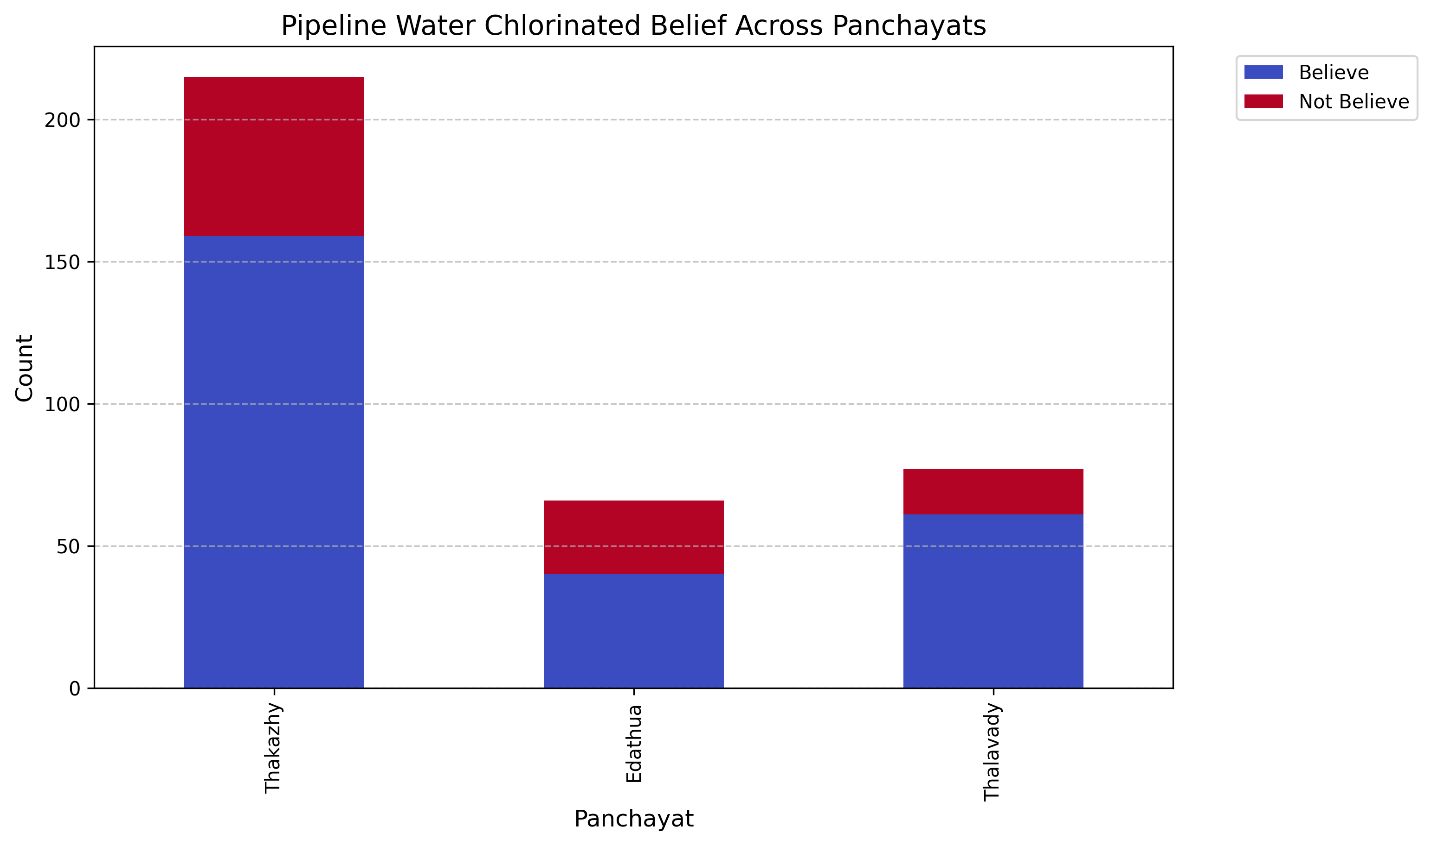 Pipeline Water Chlorinated Belief Across Panchayats
Believe
Not Believe
200
150
100
50
0
Count
Thakazhy
Edathua
Thalavady
Panchayat